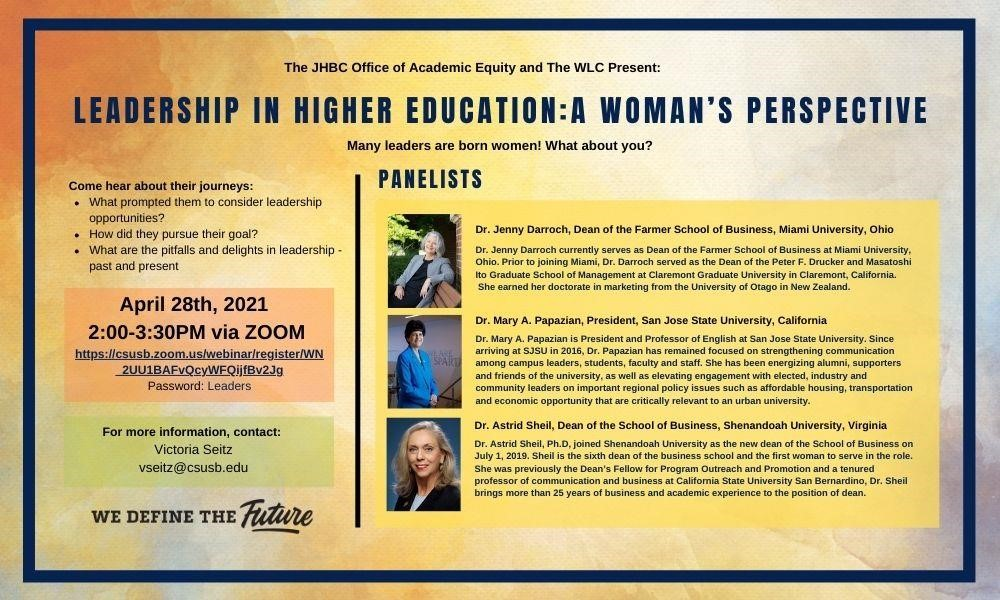 The JHBC Office of Academic Equity and The WLC Present:
LEADERSHIP IN HIGHER EDUCATION:A WOMAN'S PERSPECTIVE
Many leaders are born women! What about you?
Come hear about their journeys:
• What prompted them to consider leadership
opportunities?
• How did they pursue their goal?
• What are the pitfalls and delights in leadership -
past and present
April 28th, 2021
2:00-3:30PM via ZOOM
https://csusb.zoom.us/webinar/register/WN
_2UU1BAFvQcyWFQijfBv2Jg
Password: Leaders
For more information, contact:
Victoria Seitz
vseitz@csusb.edu
WE DEFINE THE Future
PANELISTS
Dr. Jenny Darroch, Dean of the Farmer School of Business, Miami University, Ohio
Dr. Jenny Darroch currently serves as Dean of the Farmer School of Business at Miami University,
Ohio. Prior to joining Miami, Dr. Darroch served as the Dean of the Peter F. Drucker and Masatoshi
Ito Graduate School of Management at Claremont Graduate University in Claremont, California.
She earned her doctorate in marketing from the University of Otago in New Zealand.
Dr. Mary A. Papazian, President, San Jose State University, California
Dr. Mary A. Papazian is President and Professor of English at San Jose State University. Since
arriving at SJSU in 2016, Dr. Papazian has remained focused on strengthening communication
among campus leaders, students, faculty and staff. She has been energizing alumni, supporters
and friends of the university, as well as elevating engagement with elected, industry and
community leaders on important regional policy issues such as affordable housing, transportation
and economic opportunity that are critically relevant to an urban university.
Dr. Astrid Sheil, Dean of the School of Business, Shenandoah University, Virginia
Dr. Astrid Sheil, Ph.D, joined Shenandoah University as the new dean of the School of Business on
July 1, 2019. Sheil is the sixth dean of the business school and the first woman to serve in the role.
She was previously the Dean's Fellow for Program Outreach and Promotion and a tenured
professor of communication and business at California State University San Bernardino, Dr. Sheil
brings more than 25 years of business and academic experience to the position of dean.